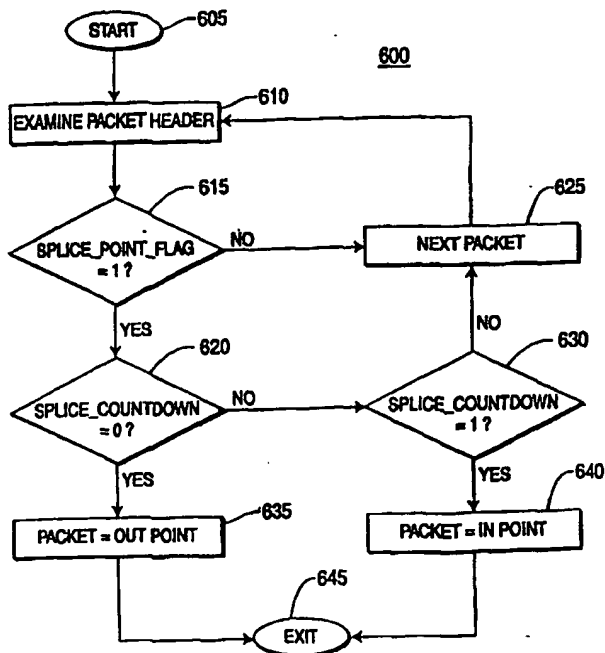 START
605
600
610
EXAMINE PACKET HEADER
615
625
SPLICE_POINT_FLAG
= 1 ?
NO
NEXT PACKET
YES
620
NO
630
SPLICE_COUNTDOWN
= 0 ?
NO
SPLICE_COUNTDOWN
= 1 ?
YES
YES
635
640
PACKET = OUT POINT
PACKET = IN POINT
645
EXIT